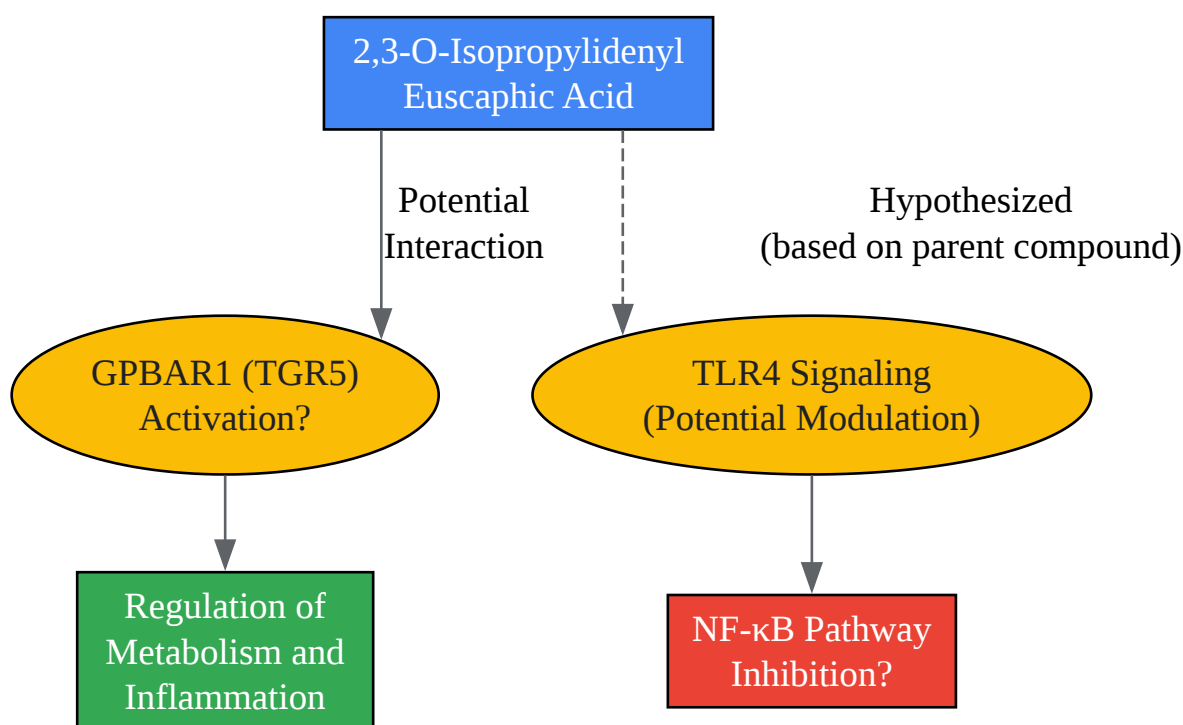 2,3-O-Isopropylidenyl
Euscaphic Acid
Potential
Interaction
Hypothesized
(based on parent compound)
GPBAR1 (TGR5)
Activation?
TLR4 Signaling
(Potential Modulation)
Regulation of
Metabolism and
Inflammation
NF-κB Pathway
Inhibition?